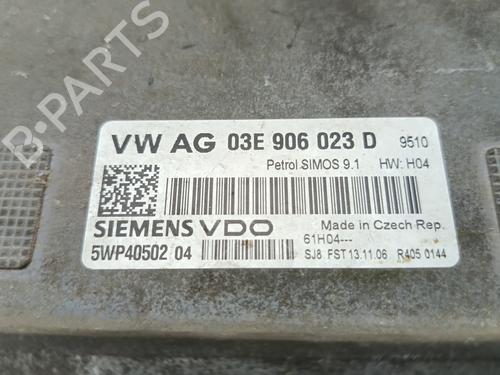 B-PARTS
VW AG 03E 906 023 D 9510
Petrol SIMOS 9.1 HW: H04
SIEMENS VDO Made in Czech Rep.
61H04---
5WP40502 04 SJ8 FST 13.11.06 R405 0144